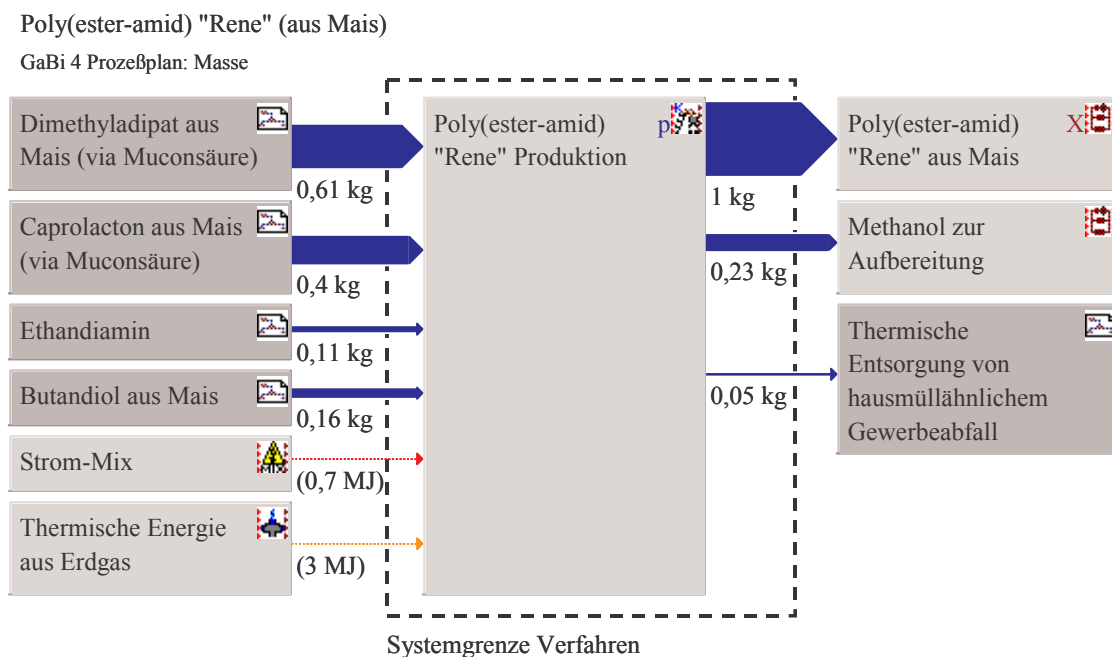 Poly(ester-amid) "Rene" (aus Mais)
GaBi 4 Prozeßplan: Masse
Dimethyladipat aus
Mais (via Muconsäure)
0,61 kg
Caprolacton aus Mais
(via Muconsäure)
0,4 kg
Ethandiamin
0,11 kg
Butandiol aus Mais
0,16 kg
Strom-Mix
MIX
(0,7 MJ)
Thermische Energie
aus Erdgas
(3 MJ)
Poly(ester-amid)
"Rene" Produktion
p
1 kg
0,23 kg
0,05 kg
Poly(ester-amid)
"Rene" aus Mais
X
Methanol zur
Aufbereitung
Thermische
Entsorgung von
hausmüllähnlichem
Gewerbeabfall
Systemgrenze Verfahren